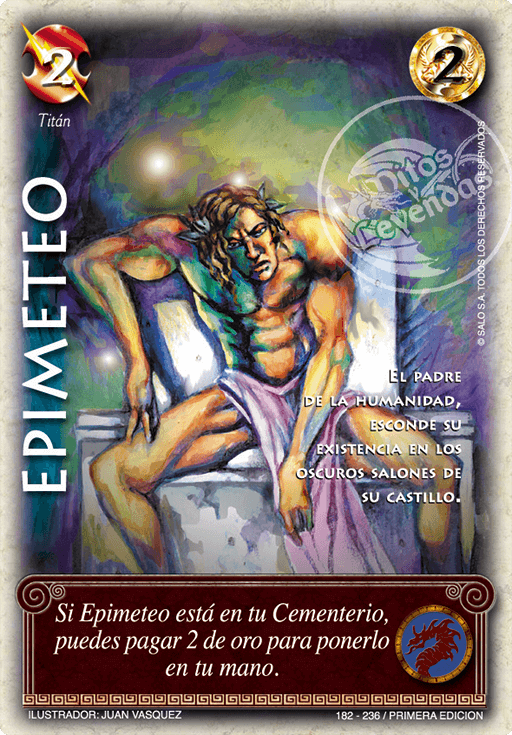 2
2
Titán
EPIMETEO
Mitos
y
Leyendas
© SALO S.A. TODOS LOS DERECHOS RESERVADOS
EL PADRE
DE LA HUMANIDAD,
ESCONDE SU
EXISTENCIA EN LOS
OSCUROS SALONES DE
SU CASTILLO.
Si Epimeteo está en tu Cementerio,
puedes pagar 2 de oro para ponerlo
en tu mano.
ILUSTRADOR: JUAN VASQUEZ
182 - 236 / PRIMERA EDICION